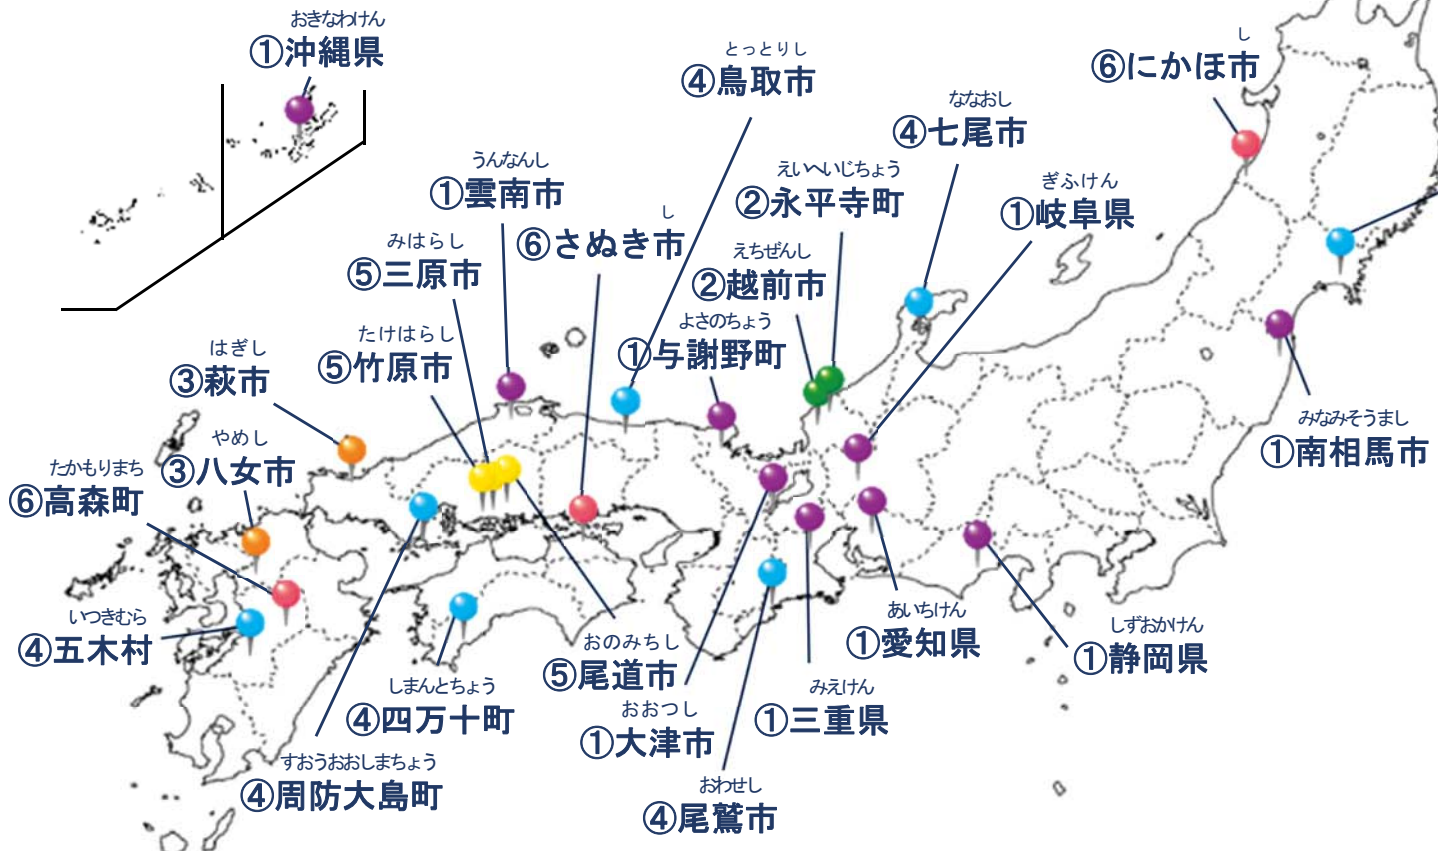 おきなわけん
①沖縄県
とっとりし
④鳥取市
し
⑥にかほ市
ななおし
④七尾市
うんなんし
①雲南市
えいへいじちょう
②永平寺町
ぎふけん
①岐阜県
し
⑥さぬき市
みはらし
⑤三原市
えちぜんし
②越前市
よさのちょう
①与謝野町
たけはらし
⑤竹原市
はぎし
③萩市
やめし
③八女市
たかもりまち
⑥高森町
みなみそうまし
①南相馬市
いつきむら
④五木村
あいちけん
①愛知県
しずおかけん
①静岡県
おのみちし
⑤尾道市
しまんとちょう
④四万十町
おおつし
①大津市
みえけん
①三重県
すおうおおしまちょう
④周防大島町
おわせし
④尾鷲市